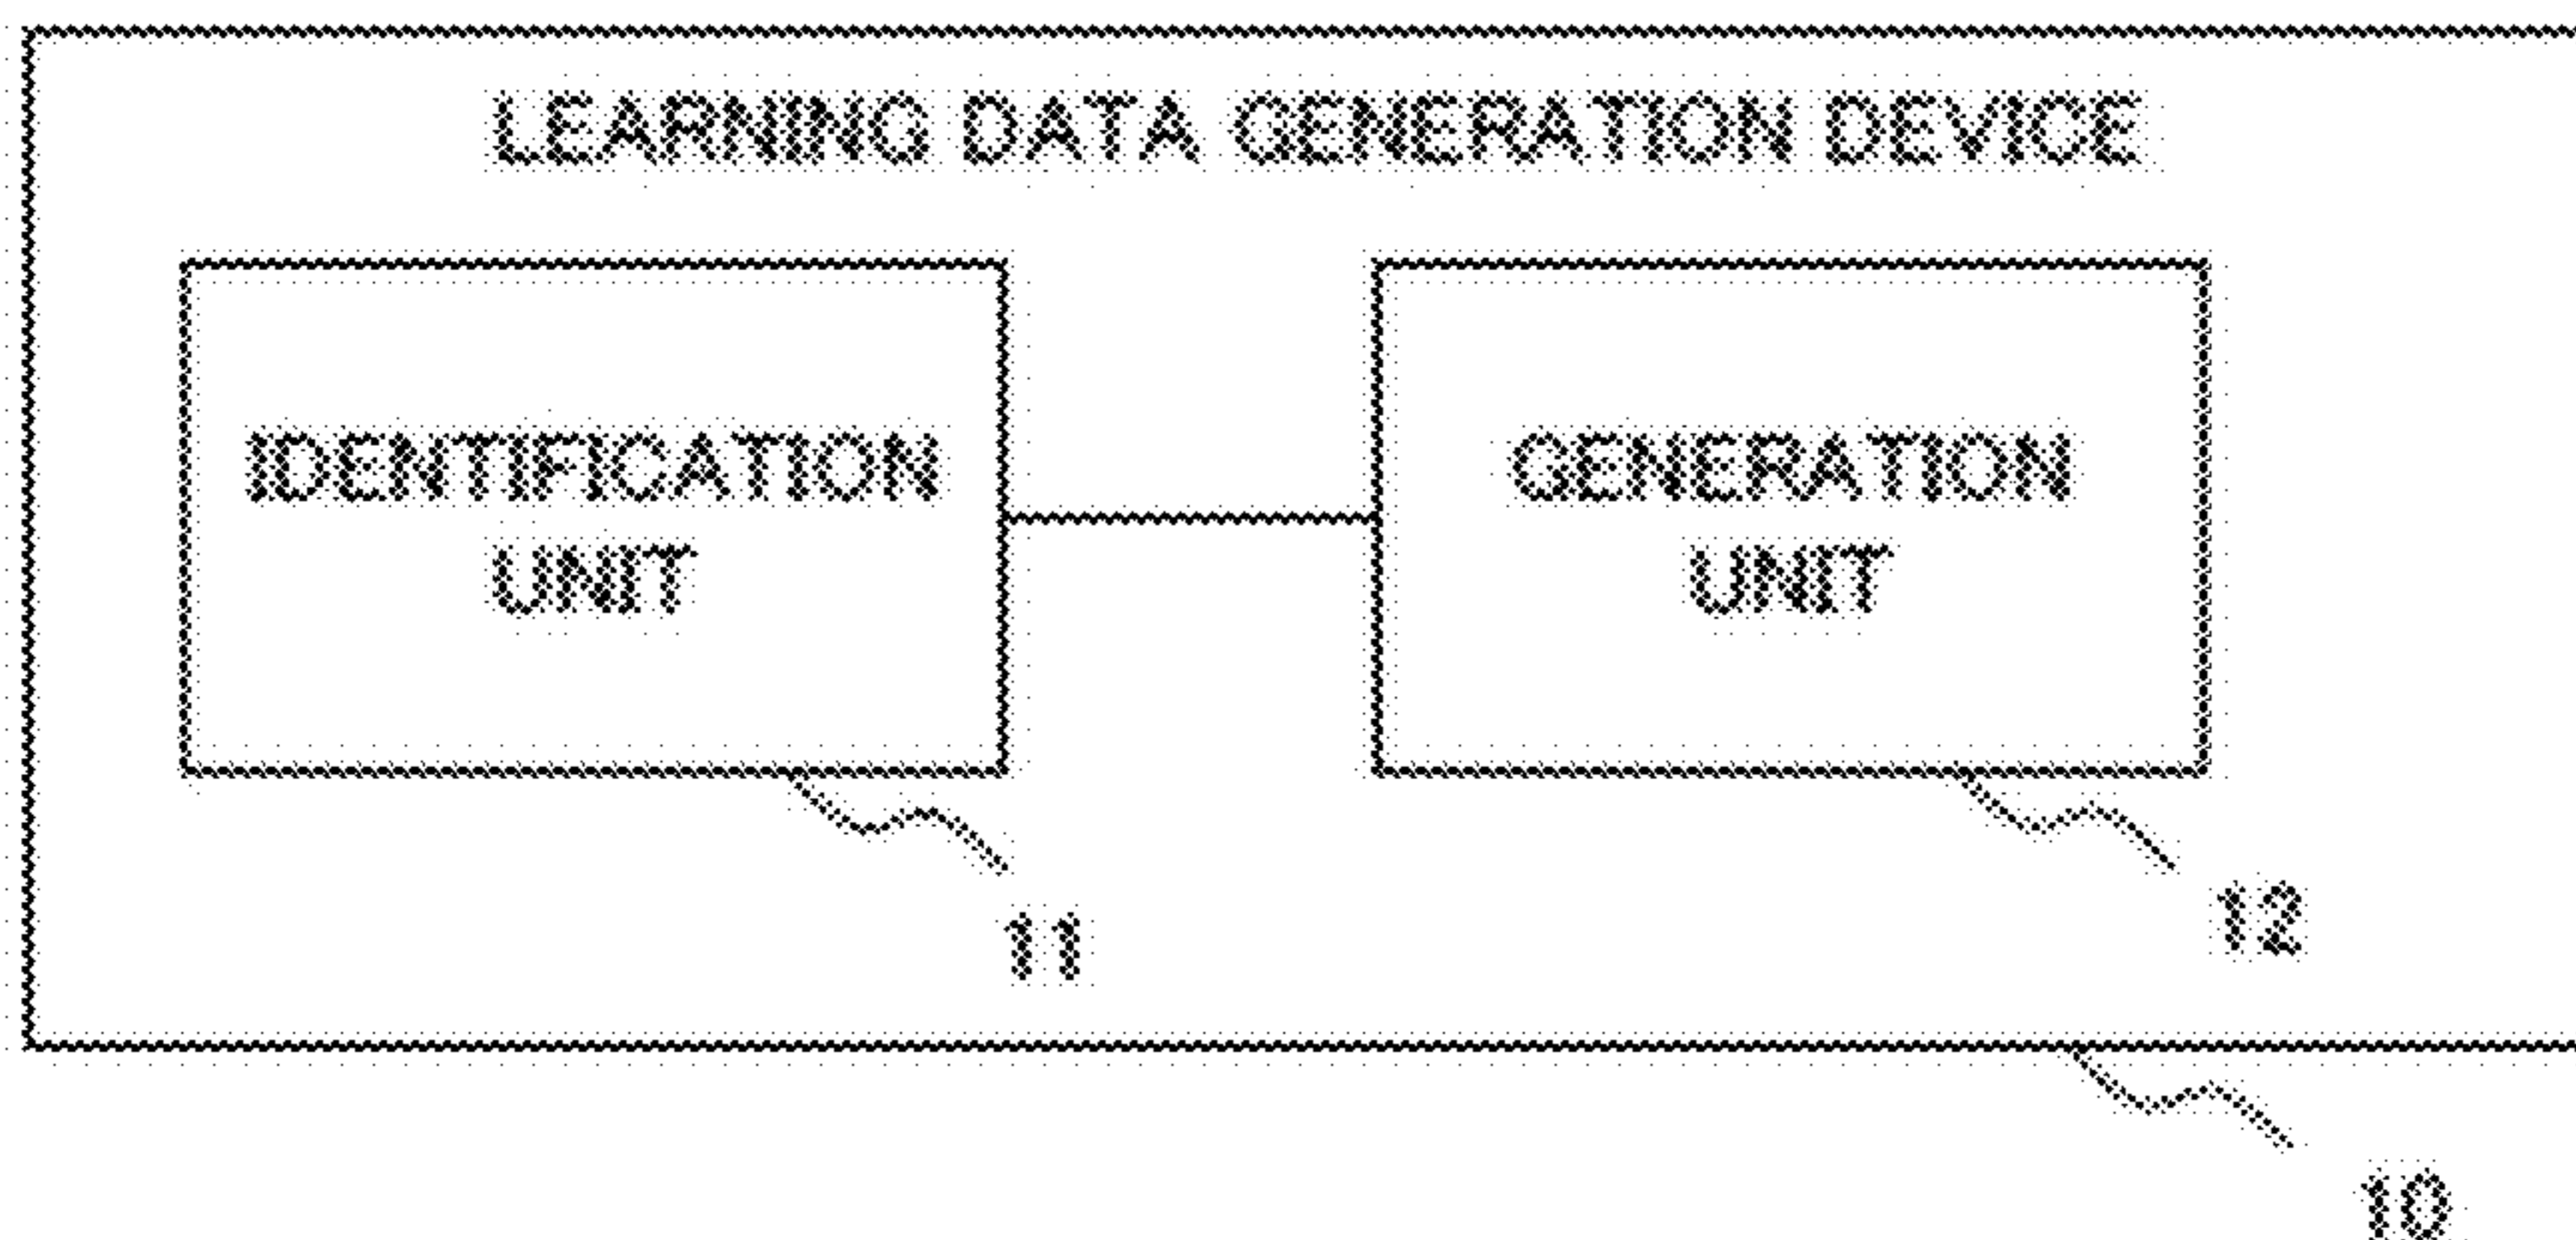 LEARNING DATA GENERATION DEVICE
IDENTIFICATION
UNIT
GENERATION
UNIT
11
12
10